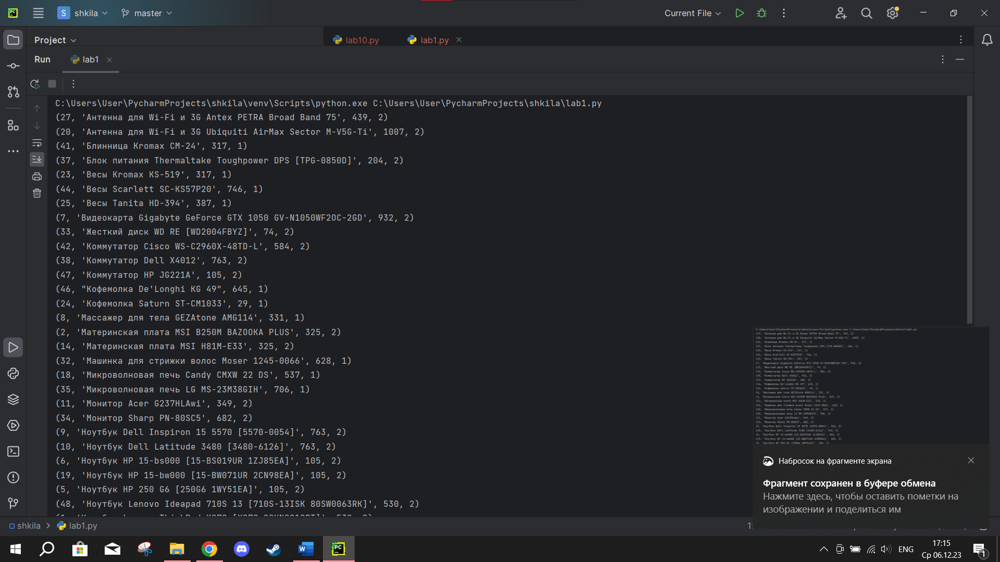 S shkila master Current File
Project lab10.py lab1.py
Run lab1
C:\Users\User\PycharmProjects\shkila\venv\Scripts\python.exe C:\Users\User\PycharmProjects\shkila\lab1.py
(27, 'Антенна для Wi-Fi и 3G Antex PETRA Broad Band 75', 439, 2)
(20, 'Антенна для Wi-Fi и 3G Ubiquiti AirMax Sector M-V5G-Ti', 1007, 2)
(41, 'Блинница Kromax CM-24', 317, 1)
(37, 'Блок питания Thermaltake Toughpower DPS [TPG-0850D]', 204, 2)
(23, 'Весы Kromax KS-519', 317, 1)
(44, 'Весы Scarlett SC-KS57P20', 746, 1)
(25, 'Весы Tanita HD-394', 387, 1)
(7, 'Видеокарта Gigabyte GeForce GTX 1050 GV-N1050WF2OC-2GD', 932, 2)
(33, 'Жесткий диск WD RE [WD2004FBYZ]', 74, 2)
(42, 'Коммутатор Cisco WS-C2960X-48TD-L', 584, 2)
(38, 'Коммутатор Dell X4012', 763, 2)
(47, 'Коммутатор HP JG221A', 105, 2)
(46, "Кофемолка De'Longhi KG 49", 645, 1)
(24, 'Кофемолка Saturn ST-CM1033', 29, 1)
(8, 'Массажер для тела GEZAtone AMG114', 331, 1)
(2, 'Материнская плата MSI B250M BAZOOKA PLUS', 325, 2)
(14, 'Материнская плата MSI H81M-E33', 325, 2)
(32, 'Машинка для стрижки волос Moser 1245-0066', 628, 1)
(18, 'Микроволновая печь Candy CMXW 22 DS', 537, 1)
(35, 'Микроволновая печь LG MS-23M38GIH', 706, 1)
(11, 'Монитор Acer G237HLAwi', 349, 2)
(34, 'Монитор Sharp PN-80SC5', 682, 2)
(9, 'Ноутбук Dell Inspiron 15 5570 [5570-0054]', 763, 2)
(10, 'Ноутбук Dell Latitude 3480 [3480-6126]', 763, 2)
(6, 'Ноутбук HP 15-bs000 [15-BS019UR 1ZJ85EA]', 105, 2)
(19, 'Ноутбук HP 15-bw000 [15-BW071UR 2CN98EA]', 105, 2)
(5, 'Ноутбук HP 250 G6 [250G6 1WY51EA]', 105, 2)
(48, 'Ноутбук Lenovo Ideapad 710S 13 [710S-13ISK 80SW0063RK]', 530, 2)
Набросок на фрагменте экрана
Фрагмент сохранен в буфере обмена
Нажмите здесь, чтобы оставить пометки на
изображении и поделиться им
shkila lab1.py
ENG 17:15
Ср 06.12.23
1